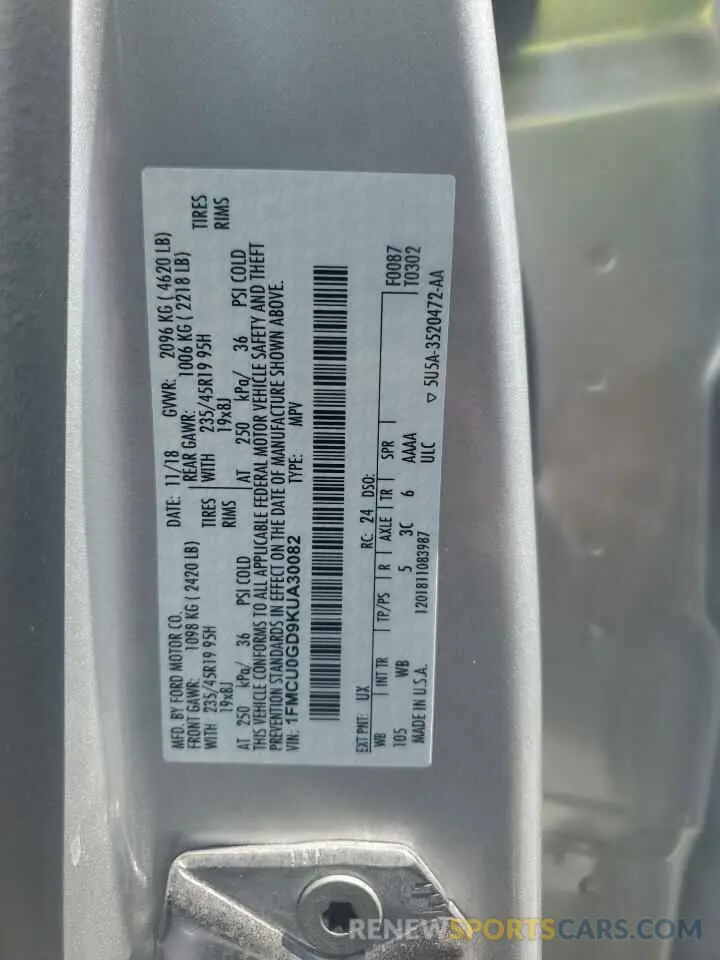 MFD. BY FORD MOTOR CO.
DATE: 11/18 GVWR: 2096 KG ( 4620 LB)
FRONT GAWR: 1098 KG ( 2420 LB)
REAR GAWR: 1006 KG ( 2218 LB)
WITH 235/45R19 95H TIRES
WITH 235/45R19 95H TIRES
19x8J RIMS
19x8J RIMS
AT 250 kPa/ 36 PSI COLD
AT 250 kPa/ 36 PSI COLD
THIS VEHICLE CONFORMS TO ALL APPLICABLE FEDERAL MOTOR VEHICLE SAFETY AND THEFT
PREVENTION STANDARDS IN EFFECT ON THE DATE OF MANUFACTURE SHOWN ABOVE.
VIN: 1FMCU0GD9KUA30082 TYPE: MPV
EXT PNT: UX RC: 24 DSO: F0087
WB INT TR TP/PS R AXLE TR SPR T0302
105 WB 5 3C 6 AAAA
MADE IN U.S.A. 1201811083987 ULC
▽ 5U5A-3520472-AA
RENEWSPORTSCARS.COM